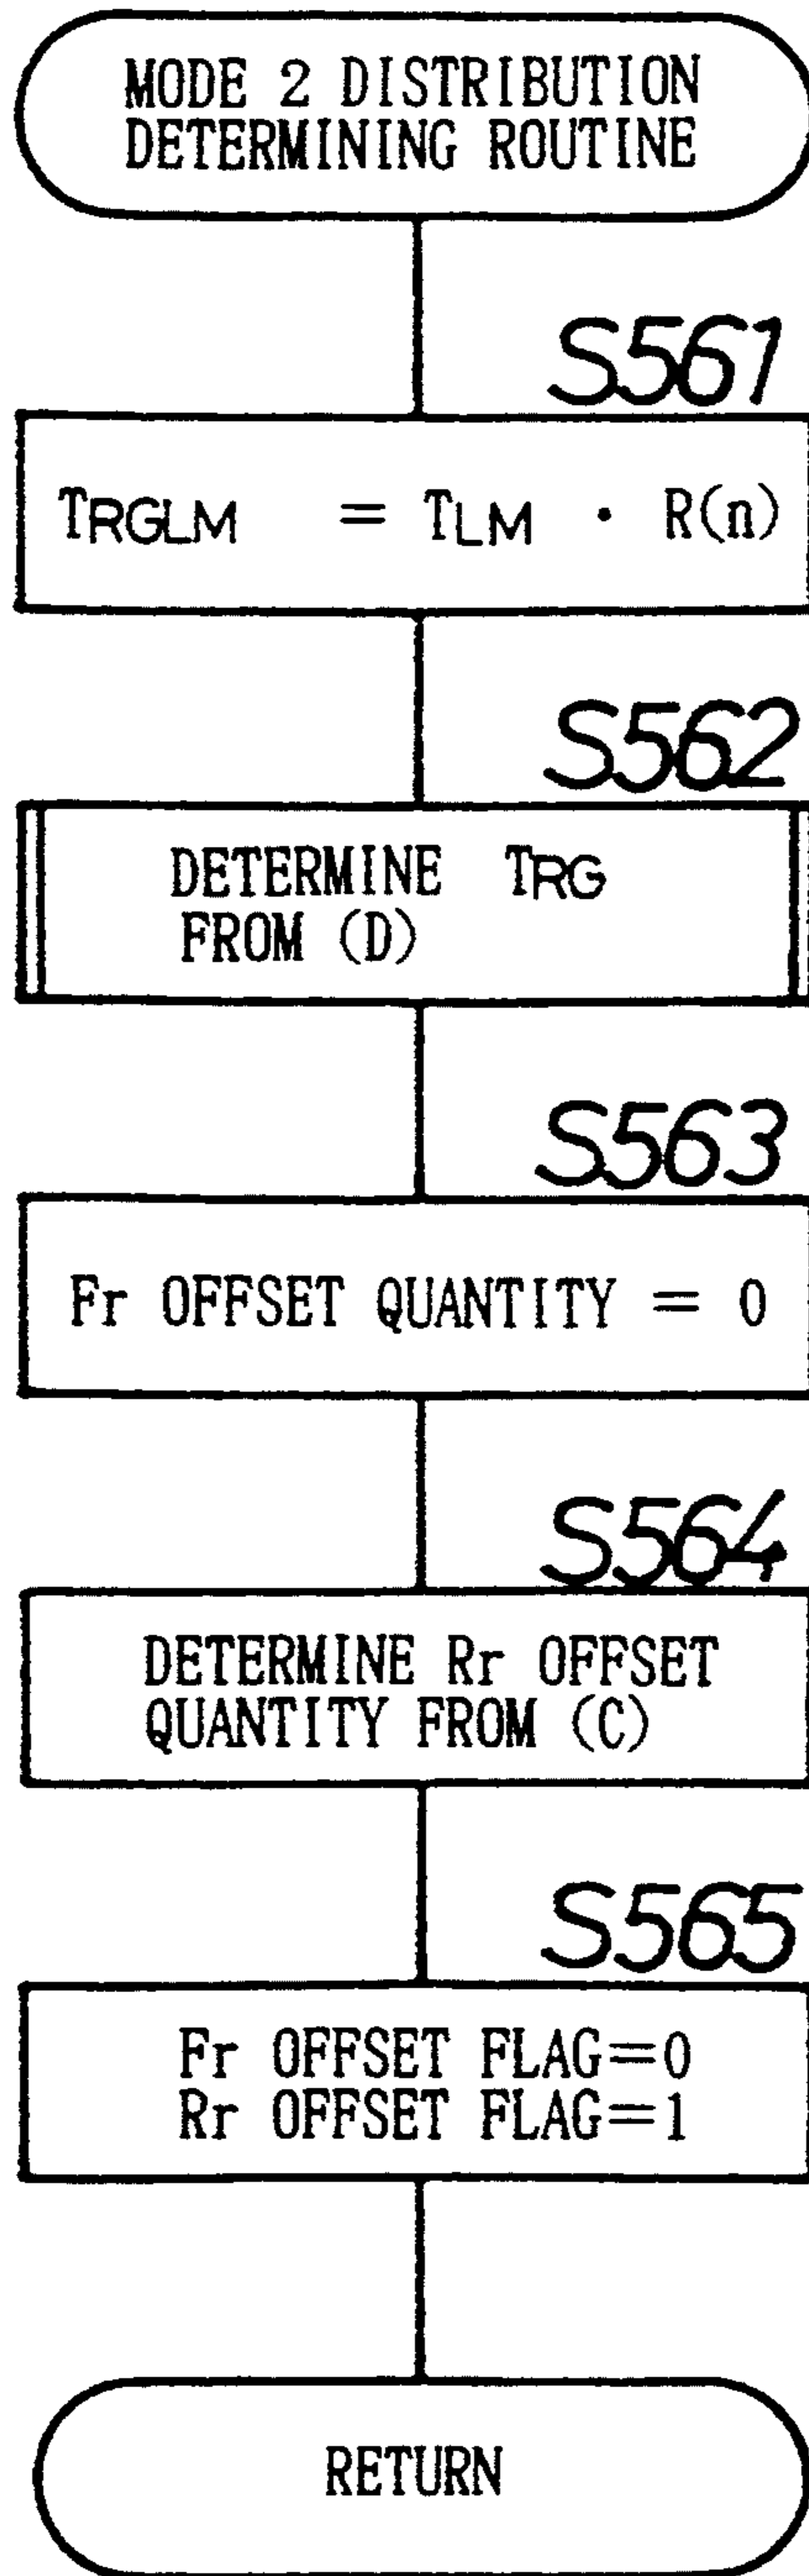 MODE 2 DISTRIBUTION
DETERMINING ROUTINE
S561
TRGLM = TLM · R(n)
S562
DETERMINE TRG
FROM (D)
S563
Fr OFFSET QUANTITY = 0
S564
DETERMINE Rr OFFSET
QUANTITY FROM (C)
S565
Fr OFFSET FLAG=0
Rr OFFSET FLAG=1
RETURN